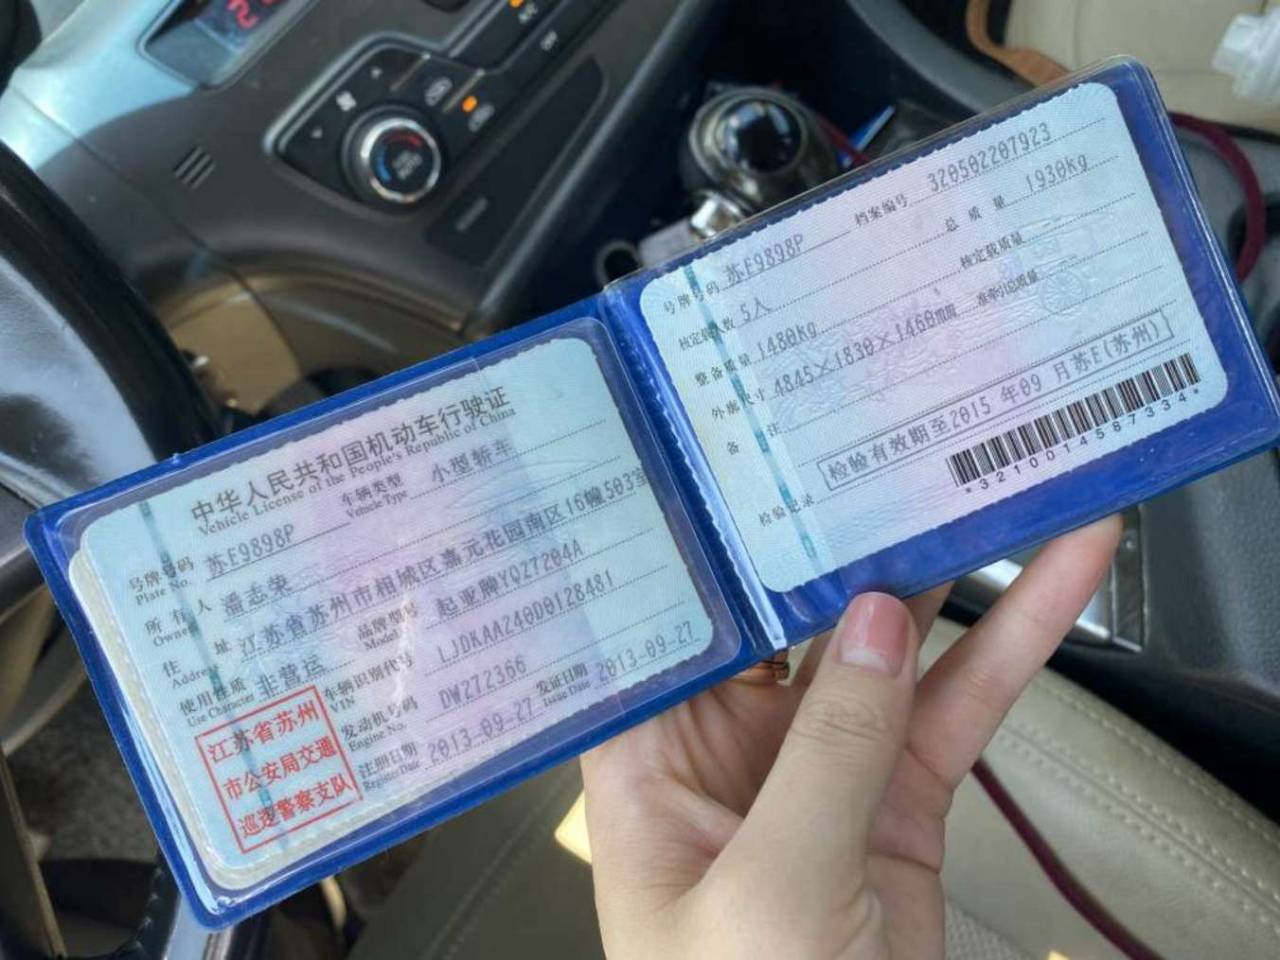 中华人民共和国机动车行驶证
Vehicle License of the People's Republic of China
号牌号码 苏E9898P 车辆类型 小型轿车
Plate No. Vehicle Type
所有人 潘志荣
Owner
住址 江苏省苏州市相城区嘉元花园南区16幢503室
Address
使用性质 非营运 品牌型号 起亚牌YQZ7204A
Use Character Model
车辆识别代号 LJDKAA240D0128481
VIN
发动机号码 DW272366
Engine No.
注册日期 2013-09-27 发证日期 2013-09-27
Register Date Issue Date
江苏省苏州
市公安局交通
巡逻警察支队
号牌号码 苏E9898P 档案编号 320502207923
核定载人数 5人 总质量 1930kg
整备质量 1480kg 核定载质量
外廓尺寸 4845×1830×1460mm 准牵引总质量
备注
检验有效期至2015 年09 月苏E(苏州)
检验记录
*3210014587334*